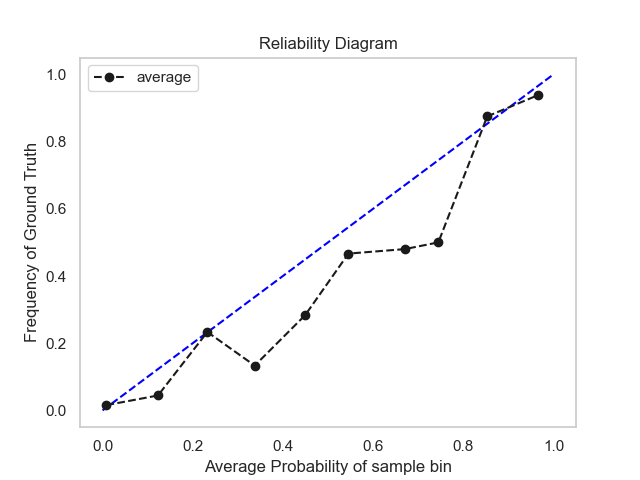 Reliability Diagram
average
Frequency of Ground Truth
1.0
0.8
0.6
0.4
0.2
0.0
0.0 0.2 0.4 0.6 0.8 1.0
Average Probability of sample bin